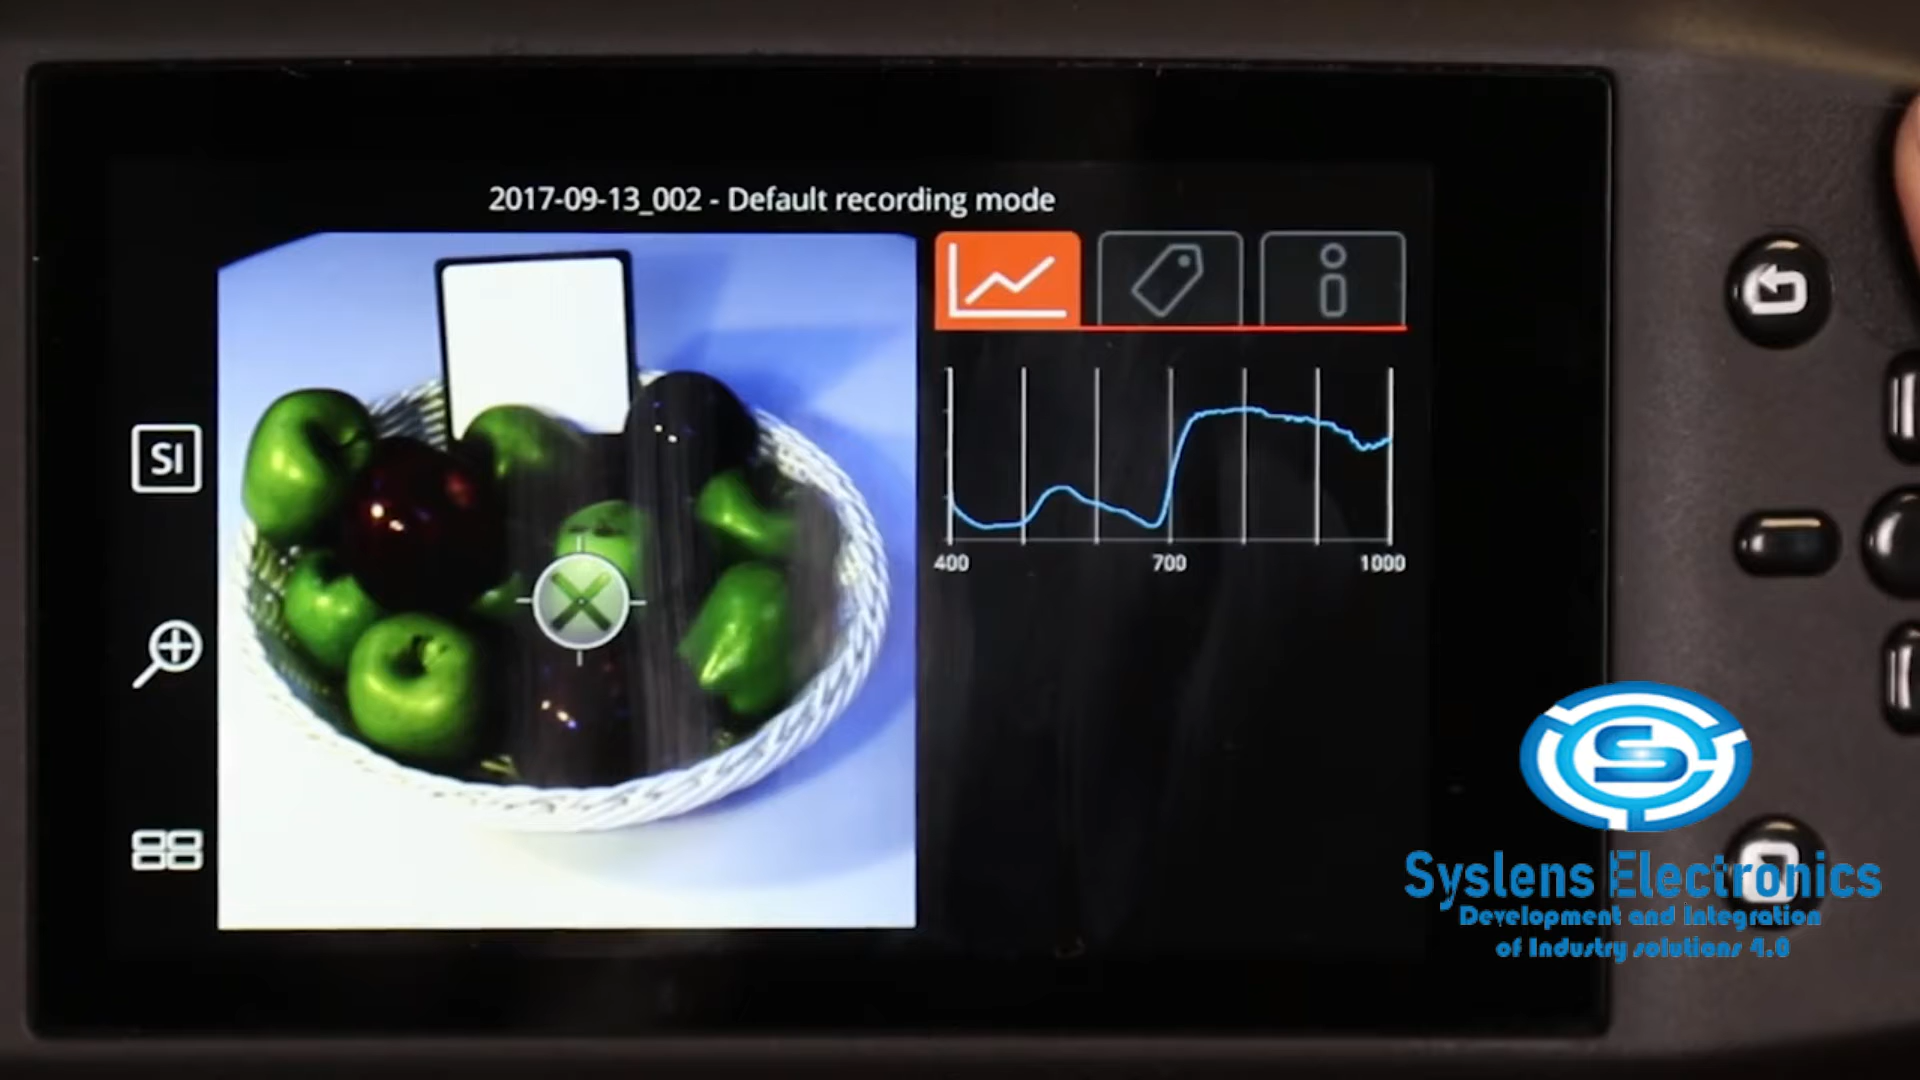 2017-09-13_002 - Default recording mode
SI
400 700 1000
S
Syslens Electronics
Development and Integration
of Industry solutions 4.0